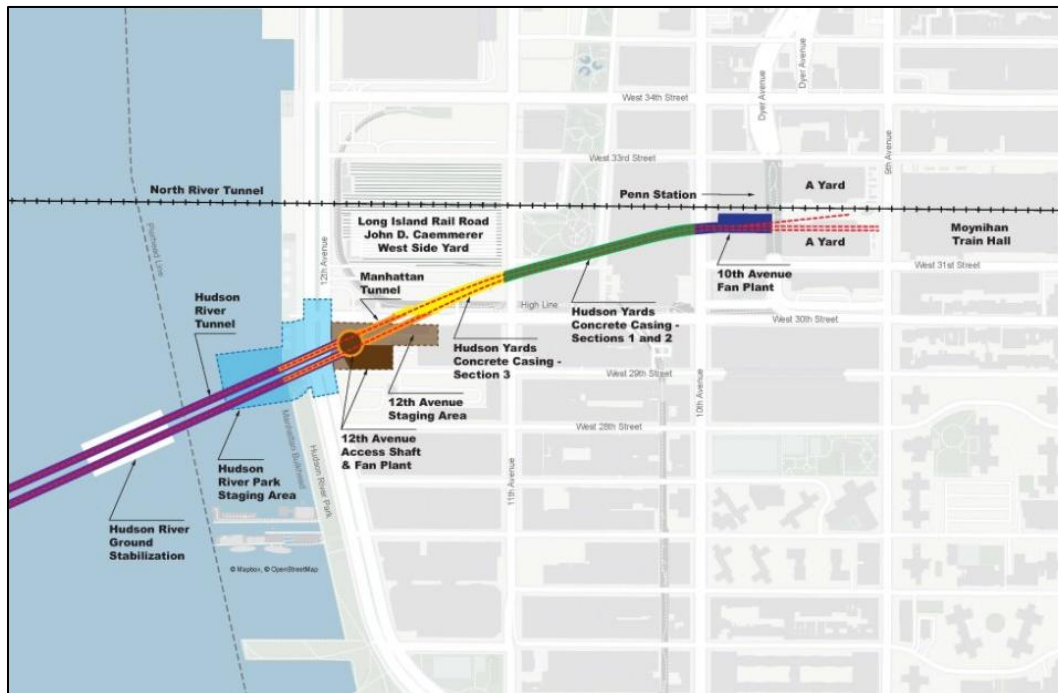 West 34th Street
Dyer Avenue
Dyer Avenue
9th Avenue
West 33rd Street
North River Tunnel
Penn Station
A Yard
Long Island Rail Road
John D. Caemmerer
West Side Yard
A Yard
Moynihan
Train Hall
Pierhead Line
12th Avenue
Manhattan
Tunnel
West 31st Street
10th Avenue
Fan Plant
Hudson
River
Tunnel
High Line
Hudson Yards
Concrete Casing -
Sections 1 and 2
West 30th Street
Hudson Yards
Concrete Casing -
Section 3
West 29th Street
10th Avenue
12th Avenue
Staging Area
West 28th Street
12th Avenue
Access Shaft
& Fan Plant
Manhattan Bulkhead
Hudson River Park
Hudson
River Park
Staging Area
11th Avenue
Hudson River
Ground
Stabilization
© Mapbox, © OpenStreetMap